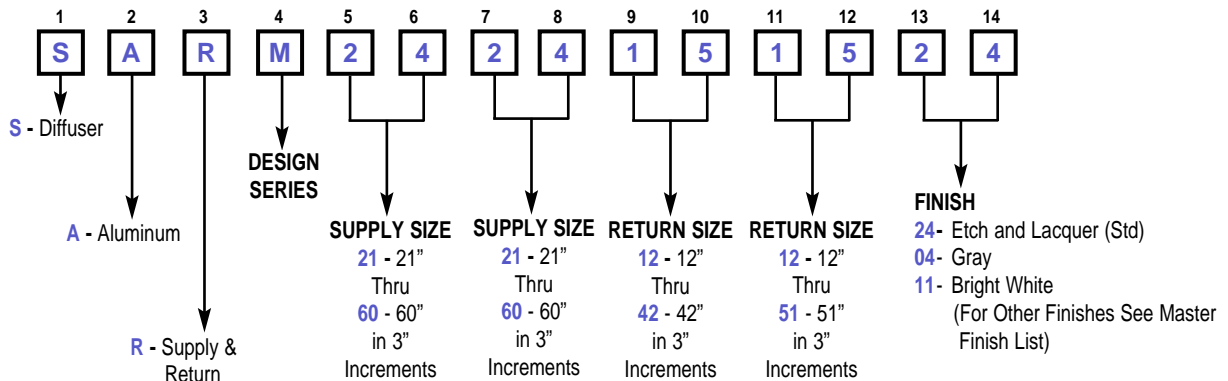 1 2 3 4 5 6 7 8 9 10 11 12 13 14
S A R M 2 4 2 4 1 5 1 5 2 4
S - Diffuser
A - Aluminum
R - Supply &
Return
DESIGN
SERIES
SUPPLY SIZE
21 - 21”
Thru
60 - 60”
in 3”
Increments
SUPPLY SIZE
21 - 21”
Thru
60 - 60”
in 3”
Increments
RETURN SIZE
12 - 12”
Thru
42 - 42”
in 3”
Increments
RETURN SIZE
12 - 12”
Thru
51 - 51”
in 3”
Increments
FINISH
24- Etch and Lacquer (Std)
04- Gray
11- Bright White
(For Other Finishes See Master
Finish List)